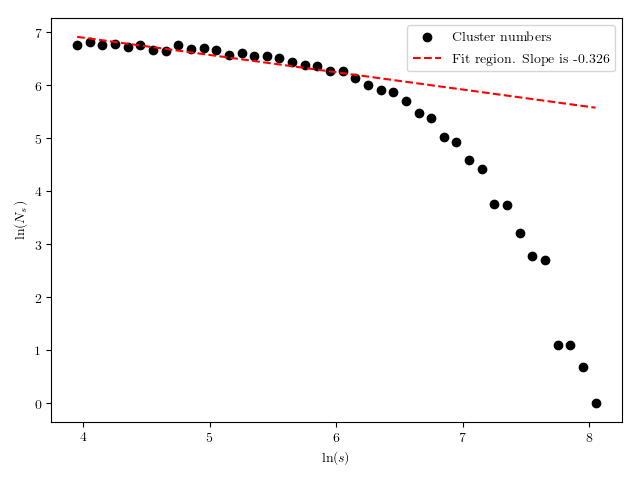 Cluster numbers
Fit region. Slope is -0.326
7
6
5
4
3
2
1
0
ln(N_s)
4 5 6 7 8
ln(s)